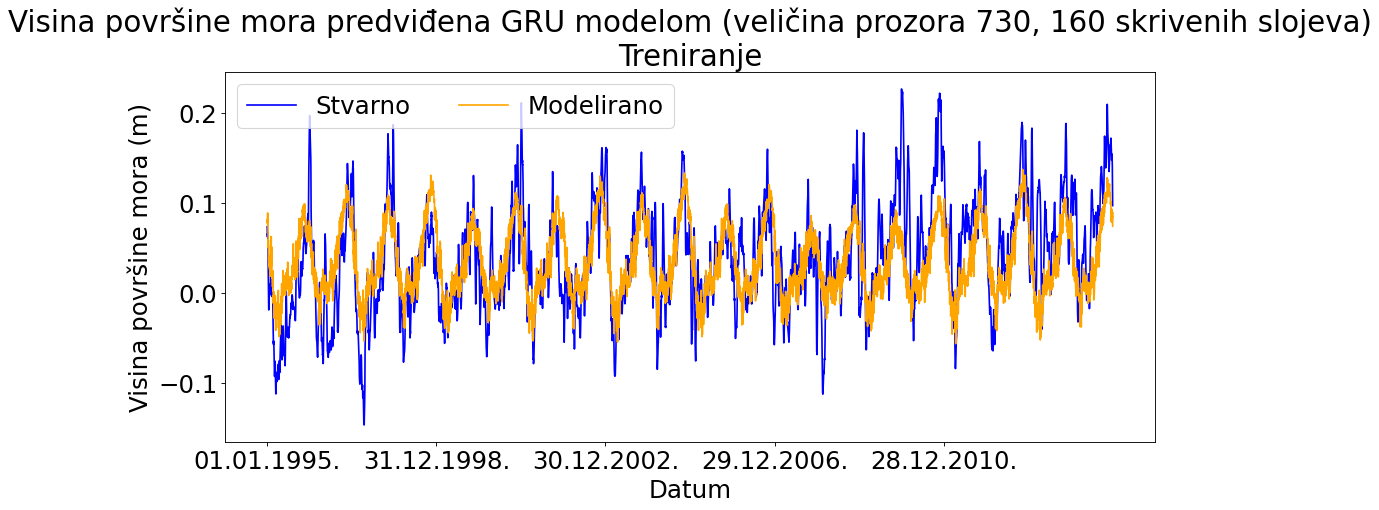 Visina površine mora predviđena GRU modelom (veličina prozora 730, 160 skrivenih slojeva)
Treniranje
Stvarno
Modelirano
Visina površine mora (m)
0.2
0.1
0.0
−0.1
01.01.1995.
31.12.1998.
30.12.2002.
29.12.2006.
28.12.2010.
Datum